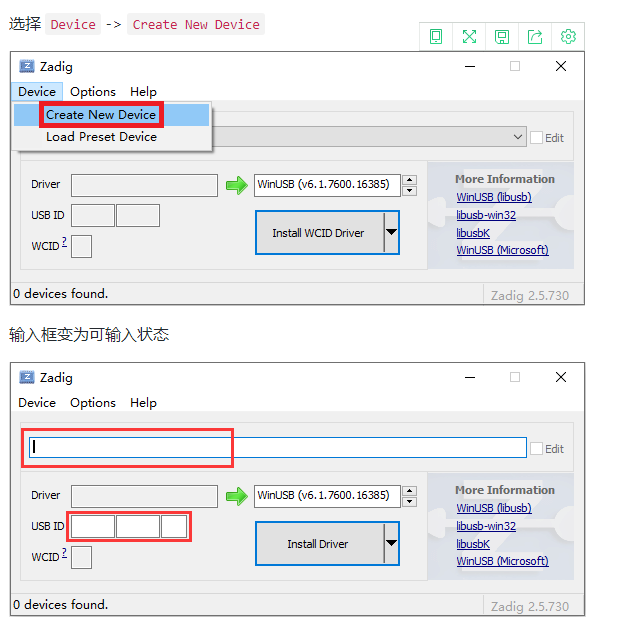 选择 Device -> Create New Device
Zadig
Device Options Help
Create New Device
Load Preset Device
Edit
Driver WinUSB (v6.1.7600.16385)
USB ID
WCID ?
Install WCID Driver
More Information
WinUSB (libusb)
libusb-win32
libusbK
WinUSB (Microsoft)
0 devices found. Zadig 2.5.730
输入框变为可输入状态
Zadig
Device Options Help
Edit
Driver WinUSB (v6.1.7600.16385)
USB ID
WCID ?
Install Driver
More Information
WinUSB (libusb)
libusb-win32
libusbK
WinUSB (Microsoft)
0 devices found. Zadig 2.5.730